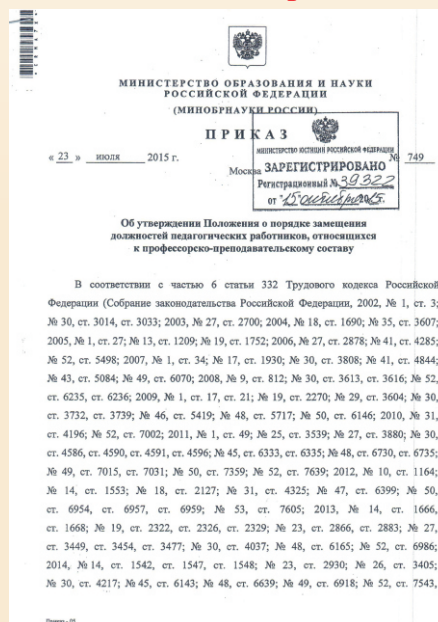 МИНИСТЕРСТВО ОБРАЗОВАНИЯ И НАУКИ
РОССИЙСКОЙ ФЕДЕРАЦИИ
(МИНОБРНАУКИ РОССИИ)
ПРИКАЗ
« 23 » июля 2015 г.
Москва
№ 749
МИНИСТЕРСТВО ЮСТИЦИИ РОССИЙСКОЙ ФЕДЕРАЦИИ
ЗАРЕГИСТРИРОВАНО
Регистрационный № 39322
от "15 октября 2015.
Об утверждении Положения о порядке замещения
должностей педагогических работников, относящихся
к профессорско-преподавательскому составу
В соответствии с частью 6 статьи 332 Трудового кодекса Российской
Федерации (Собрание законодательства Российской Федерации, 2002, № 1, ст. 3;
№ 30, ст. 3014, ст. 3033; 2003, № 27, ст. 2700; 2004, № 18, ст. 1690; № 35, ст. 3607;
2005, № 1, ст. 27; № 13, ст. 1209; № 19, ст. 1752; 2006, № 27, ст. 2878; № 41, ст. 4285;
№ 52, ст. 5498; 2007, № 1, ст. 34; № 17, ст. 1930; № 30, ст. 3808; № 41, ст. 4844;
№ 43, ст. 5084; № 49, ст. 6070; 2008, № 9, ст. 812; № 30, ст. 3613, ст. 3616; № 52,
ст. 6235, ст. 6236; 2009, № 1, ст. 17, ст. 21; № 19, ст. 2270; № 29, ст. 3604; № 30,
ст. 3732, ст. 3739; № 46, ст. 5419; № 48, ст. 5717; № 50, ст. 6146; 2010, № 31,
ст. 4196; № 52, ст. 7002; 2011, № 1, ст. 49; № 25, ст. 3539; № 27, ст. 3880; № 30,
ст. 4586, ст. 4590, ст. 4591, ст. 4596; № 45, ст. 6333, ст. 6335; № 48, ст. 6730, ст. 6735;
№ 49, ст. 7015, ст. 7031; № 50, ст. 7359; № 52, ст. 7639; 2012, № 10, ст. 1164;
№ 14, ст. 1553; № 18, ст. 2127; № 31, ст. 4325; № 47, ст. 6399; № 50,
ст. 6954, ст. 6957, ст. 6959; № 53, ст. 7605; 2013, № 14, ст. 1666,
ст. 1668; № 19, ст. 2322, ст. 2326, ст. 2329; № 23, ст. 2866, ст. 2883; № 27,
ст. 3449, ст. 3454, ст. 3477; № 30, ст. 4037; № 48, ст. 6165; № 52, ст. 6986;
2014, № 14, ст. 1542, ст. 1547, ст. 1548; № 23, ст. 2930; № 26, ст. 3405;
№ 30, ст. 4217; № 45, ст. 6143; № 48, ст. 6639; № 49, ст. 6918; № 52, ст. 7543,